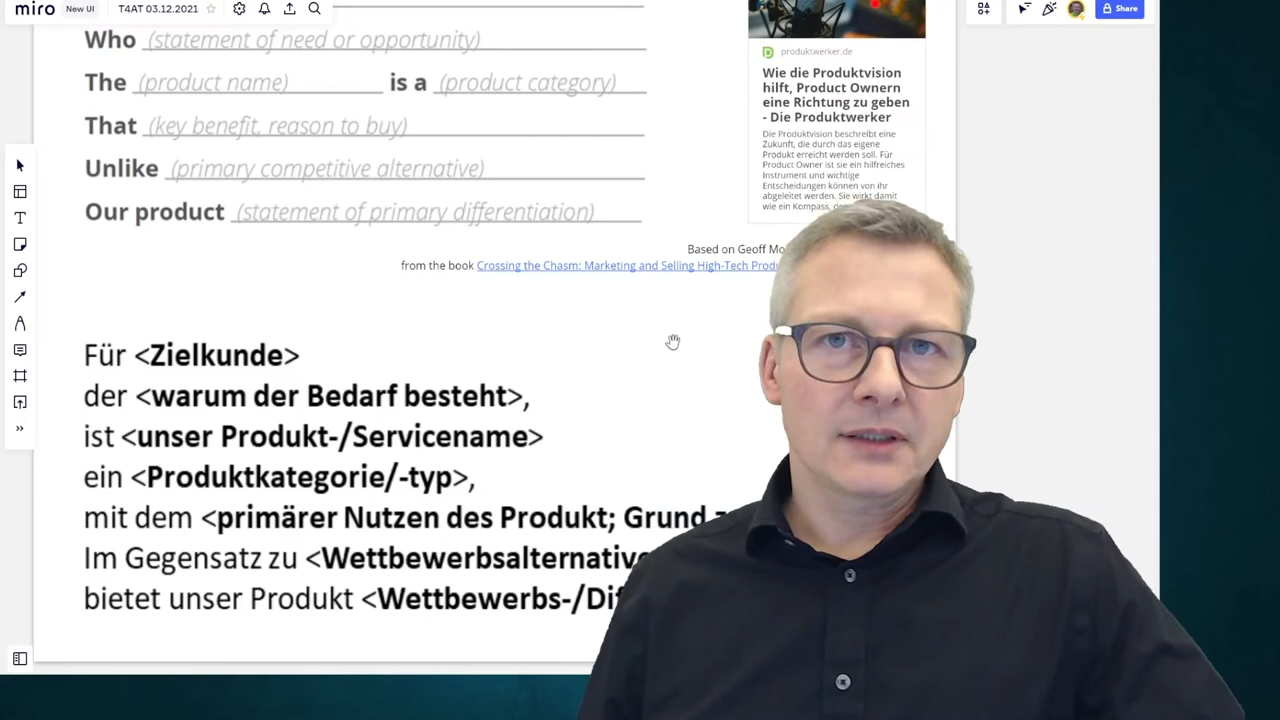 miro New UI T4AT 03.12.2021
Share
Who (statement of need or opportunity)
The (product name) is a (product category)
That (key benefit, reason to buy)
Unlike (primary competitive alternative)
Our product (statement of primary differentiation)
produktwerker.de
Wie die Produktvision
hilft, Product Ownern
eine Richtung zu geben
- Die Produktwerker
Die Produktvision beschreibt eine
Zukunft, die durch das eigene
Produkt erreicht werden soll. Für
Product Owner ist sie ein hilfreiches
Instrument und wichtige
Entscheidungen können von ihr
abgeleitet werden. Sie wirkt damit
wie ein Kompass,
Based on Geoff
from the book Crossing the Chasm: Marketing and Selling High-Tech
Für <Zielkunde>
der <warum der Bedarf besteht>,
ist <unser Produkt-/Servicename>
ein <Produktkategorie/-typ>,
mit dem <primärer Nutzen des Produkt; Grund
Im Gegensatz zu <Wettbewerbsalternative
bietet unser Produkt <Wettbewerbs-/